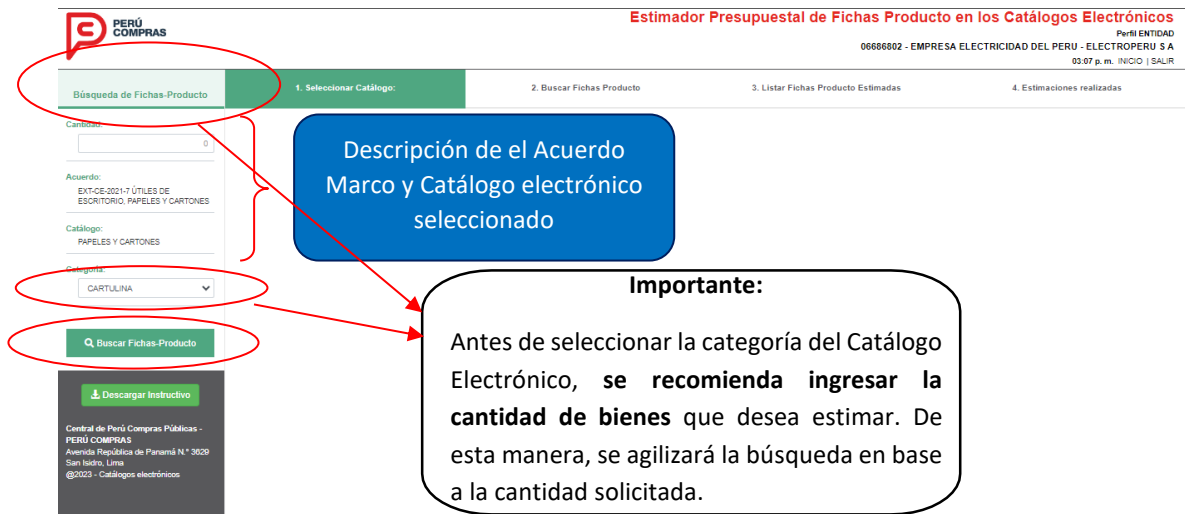 PERÚ
COMPRAS
Estimador Presupuestal de Fichas Producto en los Catálogos Electrónicos
Perfil ENTIDAD
06686802 - EMPRESA ELECTRICIDAD DEL PERU - ELECTROPERU S A
03:07 p. m. INICIO | SALIR
Búsqueda de Fichas-Producto
1. Seleccionar Catálogo:
2. Buscar Fichas Producto
3. Listar Fichas Producto Estimadas
4. Estimaciones realizadas
Cantidad:
0
Acuerdo:
EXT-CE-2021-7 ÚTILES DE
ESCRITORIO, PAPELES Y CARTONES
Catálogo:
PAPELES Y CARTONES
Categoría:
CARTULINA
Buscar Fichas-Producto
Descargar Instructivo
Central de Perú Compras Públicas -
PERÚ COMPRAS
Avenida República de Panamá N.° 3629
San Isidro, Lima
@2023 - Catálogos electrónicos
Descripción de el Acuerdo
Marco y Catálogo electrónico
seleccionado
Importante:
Antes de seleccionar la categoría del Catálogo
Electrónico, se recomienda ingresar la
cantidad de bienes que desea estimar. De
esta manera, se agilizará la búsqueda en base
a la cantidad solicitada.